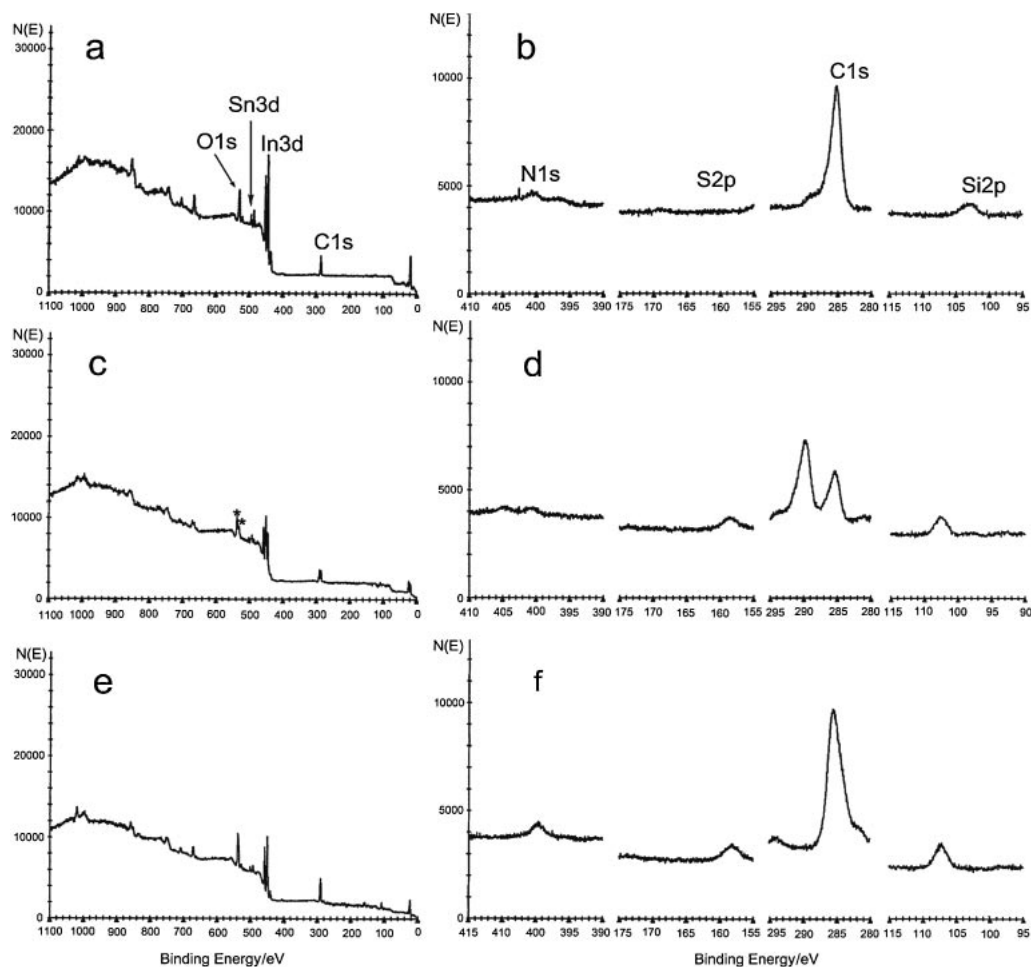 N(E)
30000
20000
10000
0
a
O1s
Sn3d
In3d
C1s
1100 1000 900 800 700 600 500 400 300 200 100 0
N(E)
10000
5000
0
b
N1s
S2p
C1s
Si2p
410 405 400 395 390 175 170 165 160 155 295 290 285 280 115 110 105 100 95
N(E)
30000
20000
10000
0
c
* *
1100 1000 900 800 700 600 500 400 300 200 100 0
N(E)
10000
5000
0
d
410 405 400 395 390 175 170 165 160 155 295 290 285 280 115 100 95 90
N(E)
30000
20000
10000
0
e
1100 1000 900 800 700 600 500 400 300 200 100 0
Binding Energy/eV
N(E)
10000
5000
0
f
415 410 405 400 395 390 175 170 165 160 155 295 290 285 280 115 110 105 100 95
Binding Energy/eV